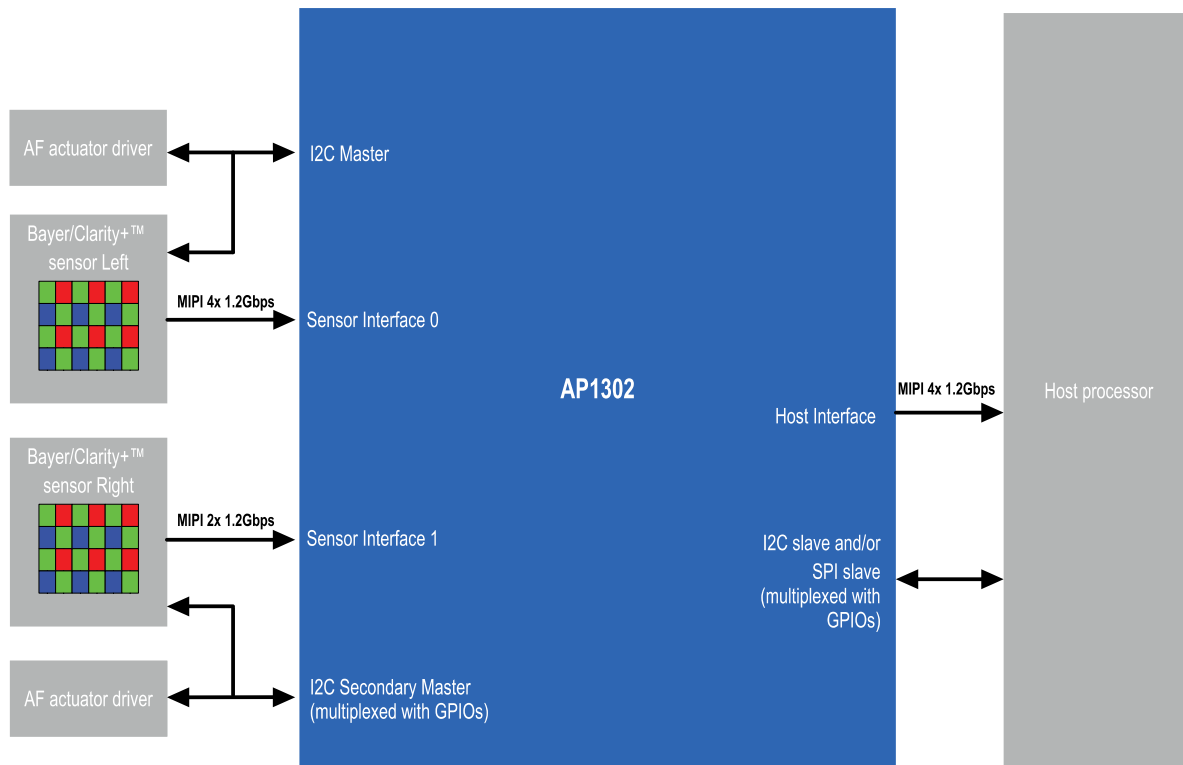 AF actuator driver
I2C Master
Bayer/Clarity+™
sensor Left
MIPI 4x 1.2Gbps
Sensor Interface 0
AP1302
MIPI 4x 1.2Gbps
Host processor
Host Interface
Bayer/Clarity+™
sensor Right
MIPI 2x 1.2Gbps
Sensor Interface 1
I2C slave and/or
SPI slave
(multiplexed with
GPIOs)
AF actuator driver
I2C Secondary Master
(multiplexed with GPIOs)